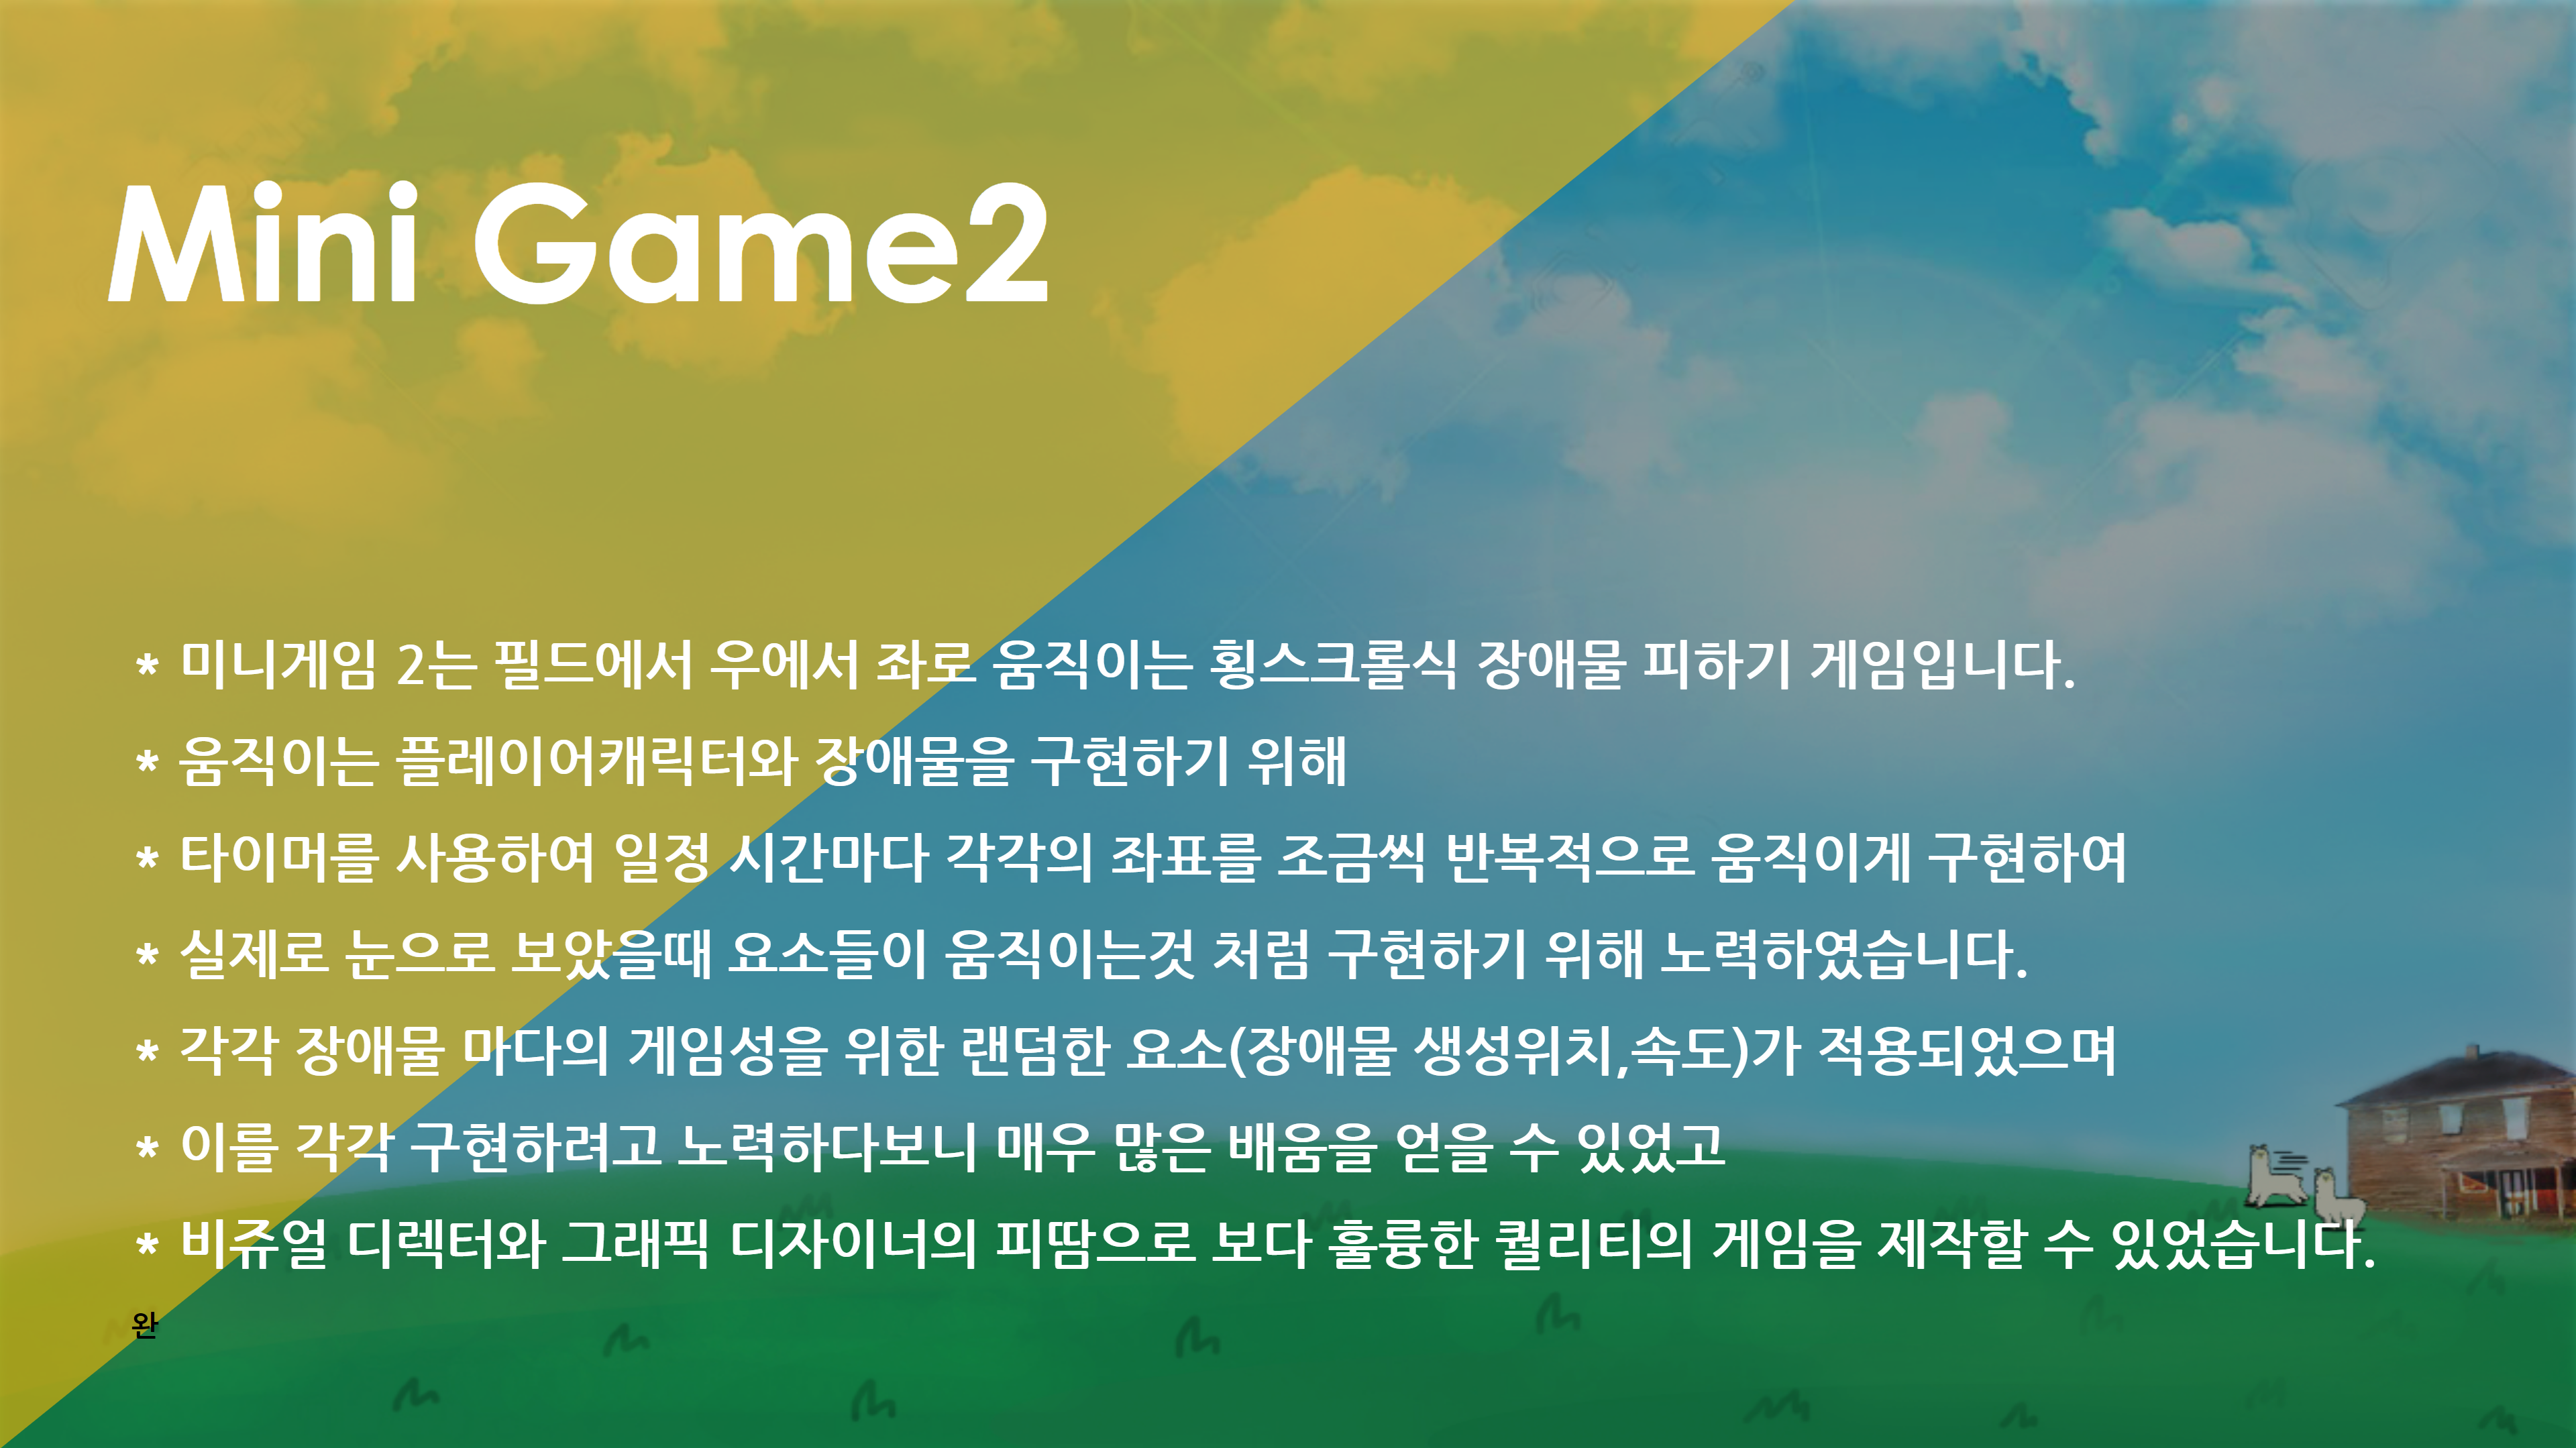 Mini Game2
* 미니게임 2는 필드에서 우에서 좌로 움직이는 횡스크롤식 장애물 피하기 게임입니다.
* 움직이는 플레이어캐릭터와 장애물을 구현하기 위해
* 타이머를 사용하여 일정 시간마다 각각의 좌표를 조금씩 반복적으로 움직이게 구현하여
* 실제로 눈으로 보았을때 요소들이 움직이는것 처럼 구현하기 위해 노력하였습니다.
* 각각 장애물 마다의 게임성을 위한 랜덤한 요소(장애물 생성위치,속도)가 적용되었으며
* 이를 각각 구현하려고 노력하다보니 매우 많은 배움을 얻을 수 있었고
* 비쥬얼 디렉터와 그래픽 디자이너의 피땀으로 보다 훌륭한 퀄리티의 게임을 제작할 수 있었습니다.
완